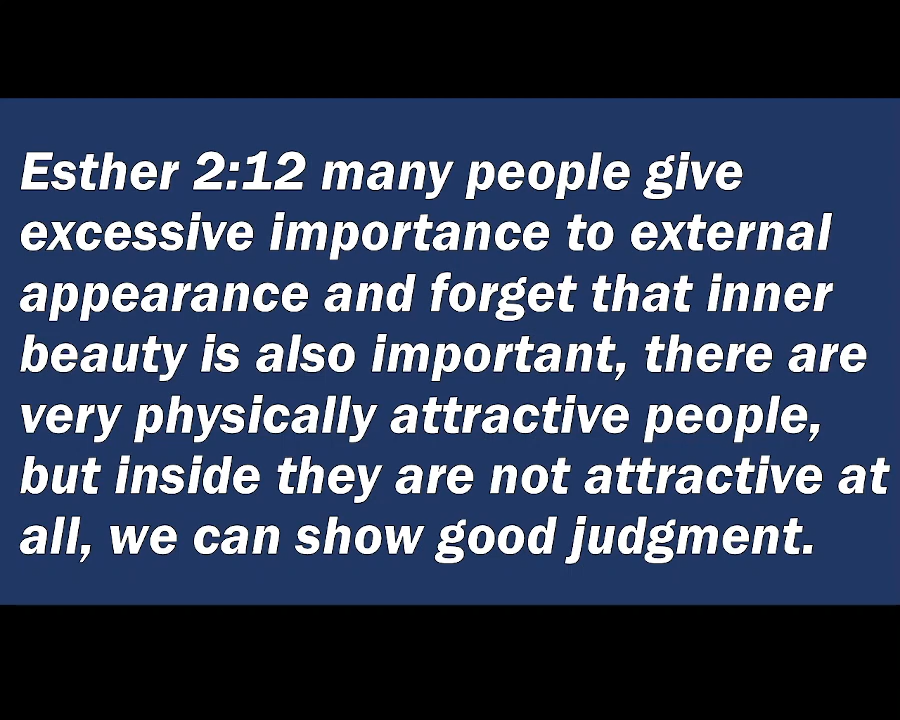 Esther 2:12 many people give
excessive importance to external
appearance and forget that inner
beauty is also important, there are
very physically attractive people,
but inside they are not attractive at
all, we can show good judgment.